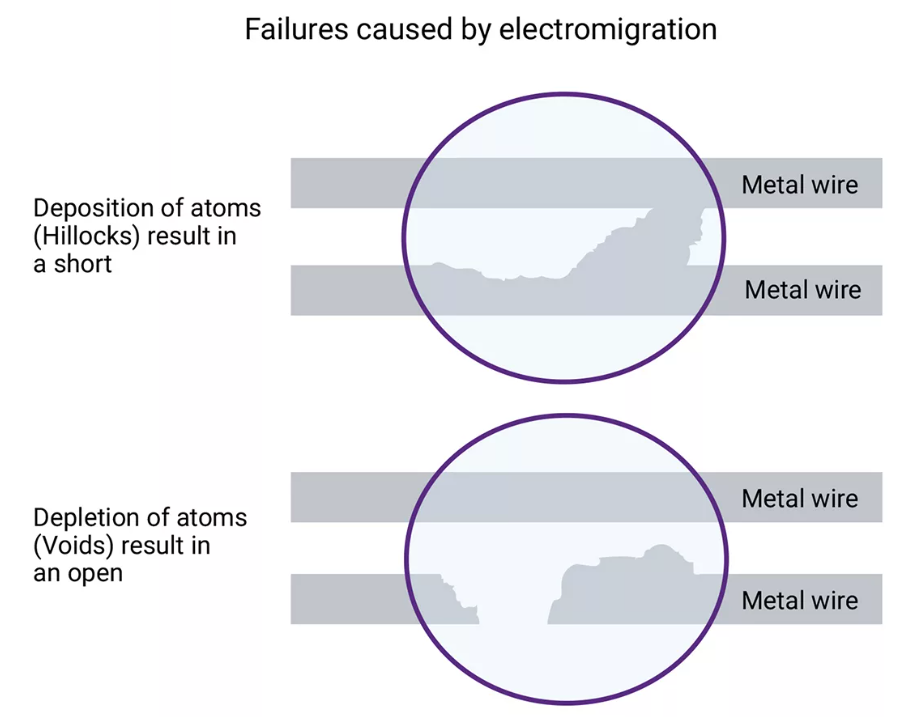 Failures caused by electromigration
Metal wire
Deposition of atoms
(Hillocks) result in
a short
Metal wire
Metal wire
Depletion of atoms
(Voids) result in
an open
Metal wire